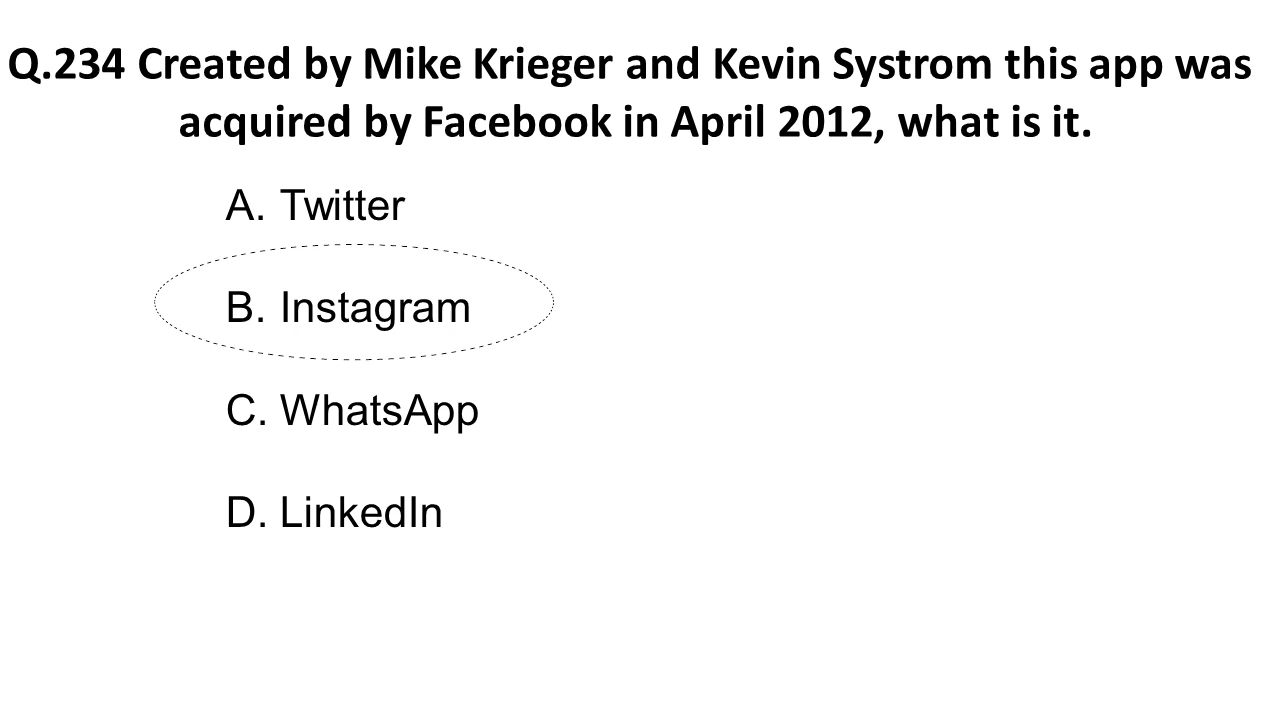 Q.234 Created by Mike Krieger and Kevin Systrom this app was
acquired by Facebook in April 2012, what is it.
A. Twitter
B. Instagram
C. WhatsApp
D. LinkedIn